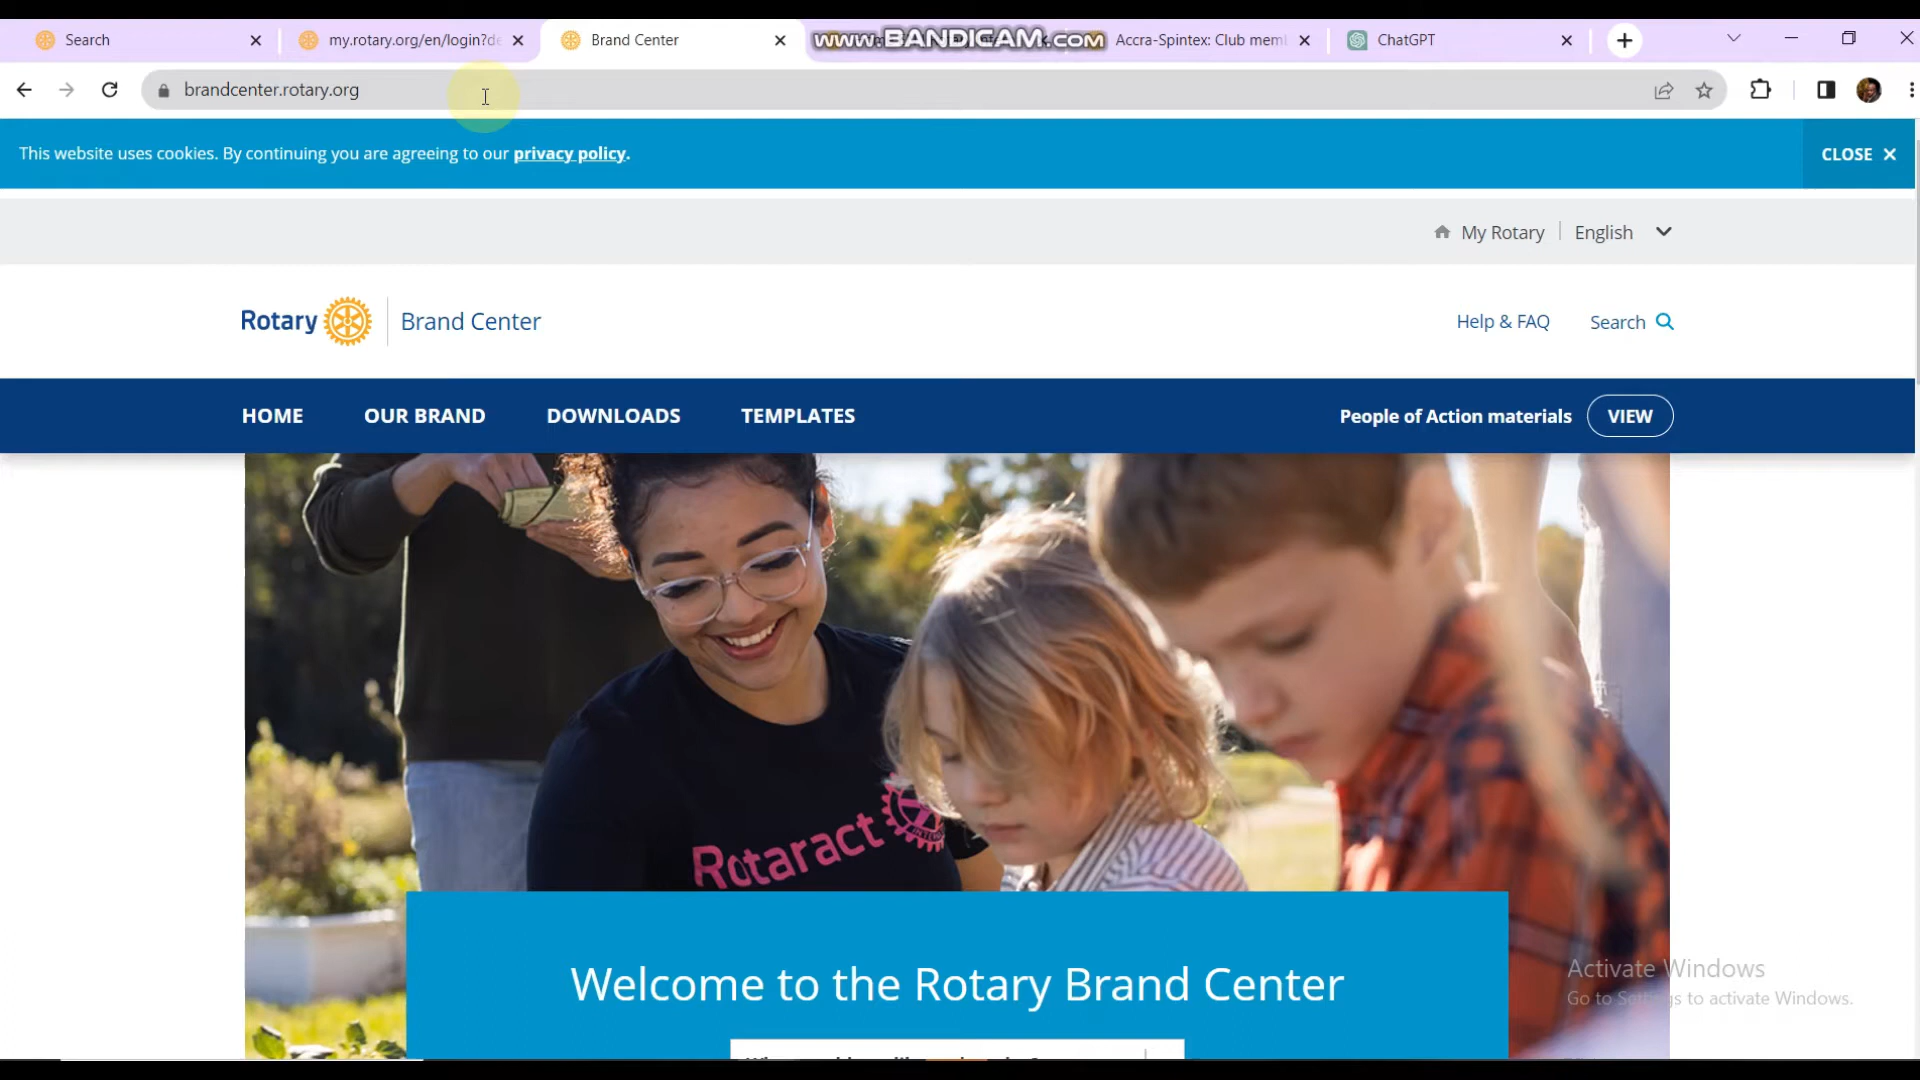 Search
my.rotary.org/en/login?de
Brand Center
www.BANDICAM.com
Accra-Spintex: Club mem
ChatGPT
brandcenter.rotary.org
This website uses cookies. By continuing you are agreeing to our privacy policy.
CLOSE
My Rotary
English
Rotary
Brand Center
Help & FAQ
Search
HOME
OUR BRAND
DOWNLOADS
TEMPLATES
People of Action materials
VIEW
Rotaract
Welcome to the Rotary Brand Center
Activate Windows
Go to Settings to activate Windows.